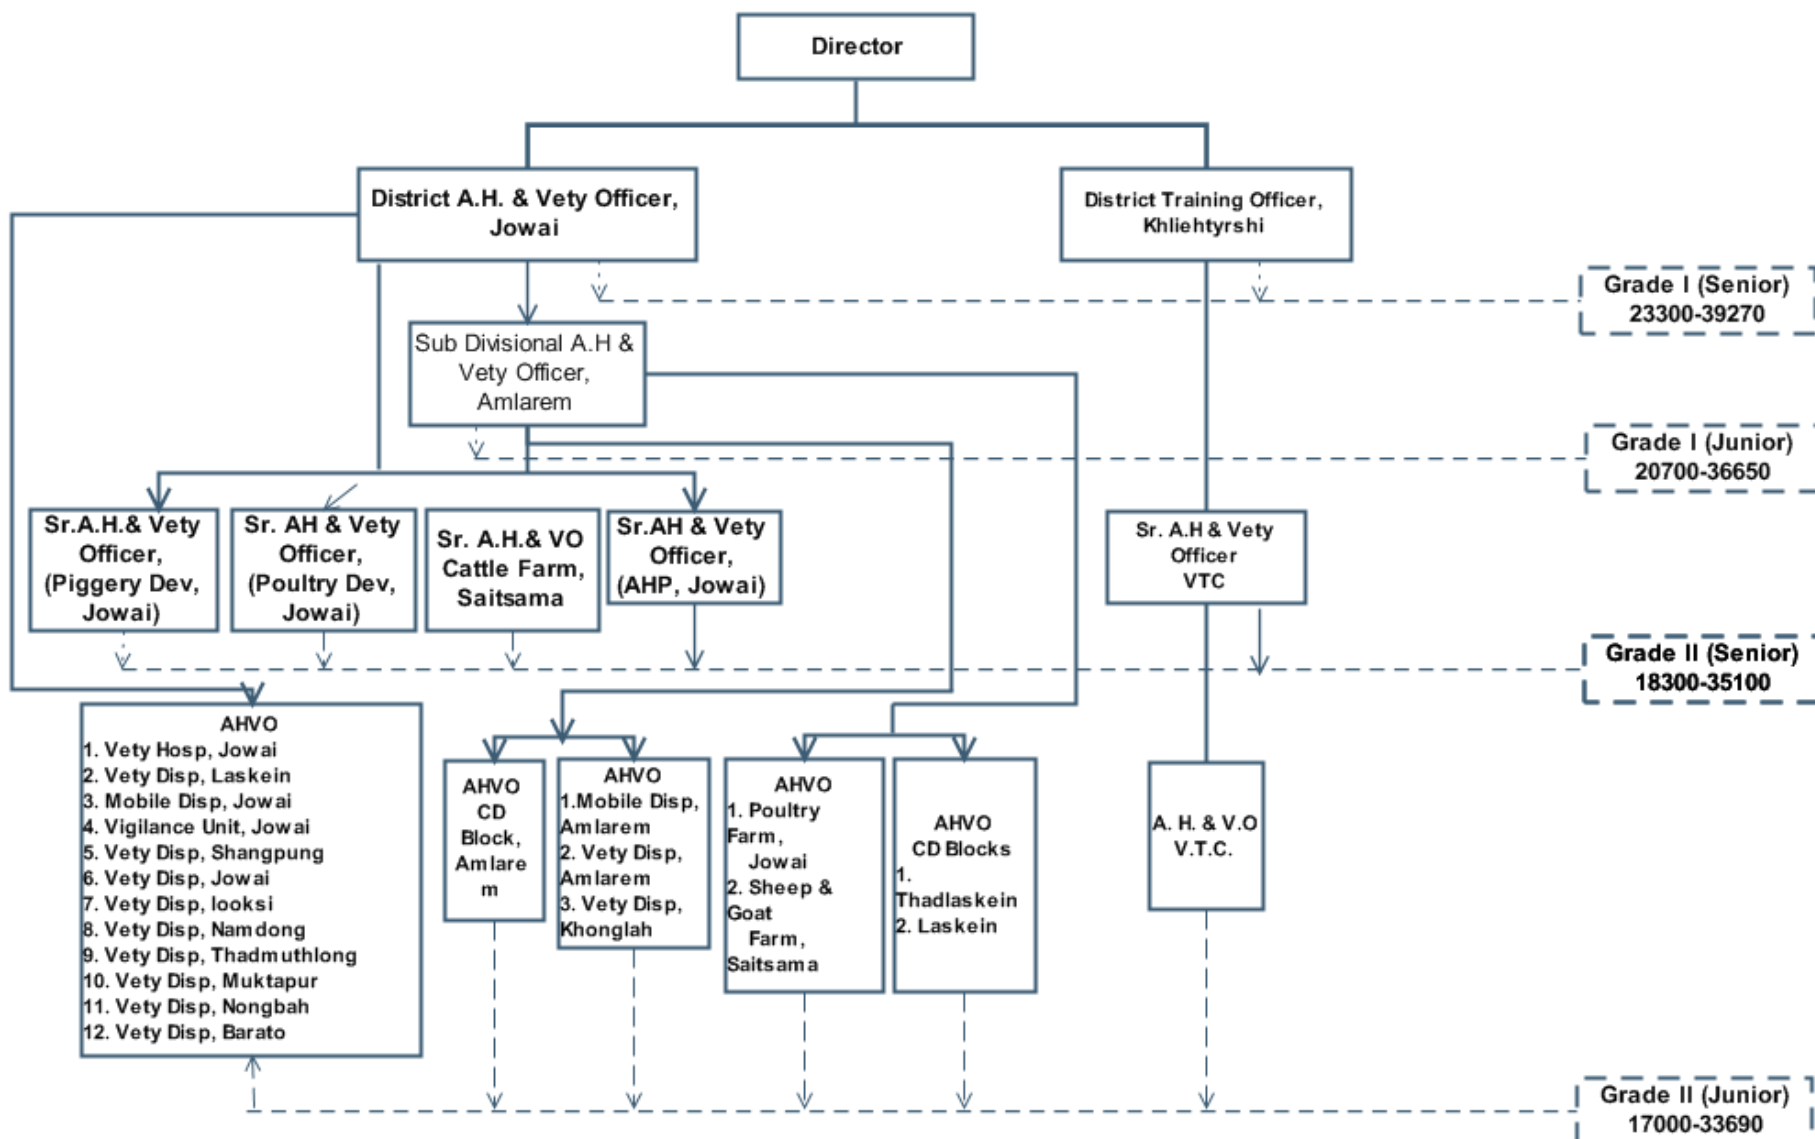 Director
District A.H. & Vety Officer,
Jowai
District Training Officer,
Khliehtyrshi
Grade I (Senior)
23300-39270
Sub Divisional A.H &
Vety Officer,
Amlarem
Grade I (Junior)
20700-36650
Sr.A.H.& Vety
Officer,
(Piggery Dev,
Jowai)
Sr. AH & Vety
Officer,
(Poultry Dev,
Jowai)
Sr. A.H.& VO
Cattle Farm,
Saitsama
Sr.AH & Vety
Officer,
(AHP, Jowai)
Sr. A.H & Vety
Officer
VTC
Grade II (Senior)
18300-35100
AHVO
1. Vety Hosp, Jowai
2. Vety Disp, Laskein
3. Mobile Disp, Jowai
4. Vigilance Unit, Jowai
5. Vety Disp, Shangpung
6. Vety Disp, Jowai
7. Vety Disp, Iooksi
8. Vety Disp, Namdong
9. Vety Disp, Thadmuthlong
10. Vety Disp, Muktapur
11. Vety Disp, Nongbah
12. Vety Disp, Barato
AHVO
CD
Block,
Amlare
m
AHVO
1.Mobile Disp,
Amlarem
2. Vety Disp,
Amlarem
3. Vety Disp,
Khonglah
AHVO
1. Poultry
Farm,
Jowai
2. Sheep &
Goat
Farm,
Saitsama
AHVO
CD Blocks
1.
Thadlaskein
2. Laskein
A. H. & V.O
V.T.C.
Grade II (Junior)
17000-33690